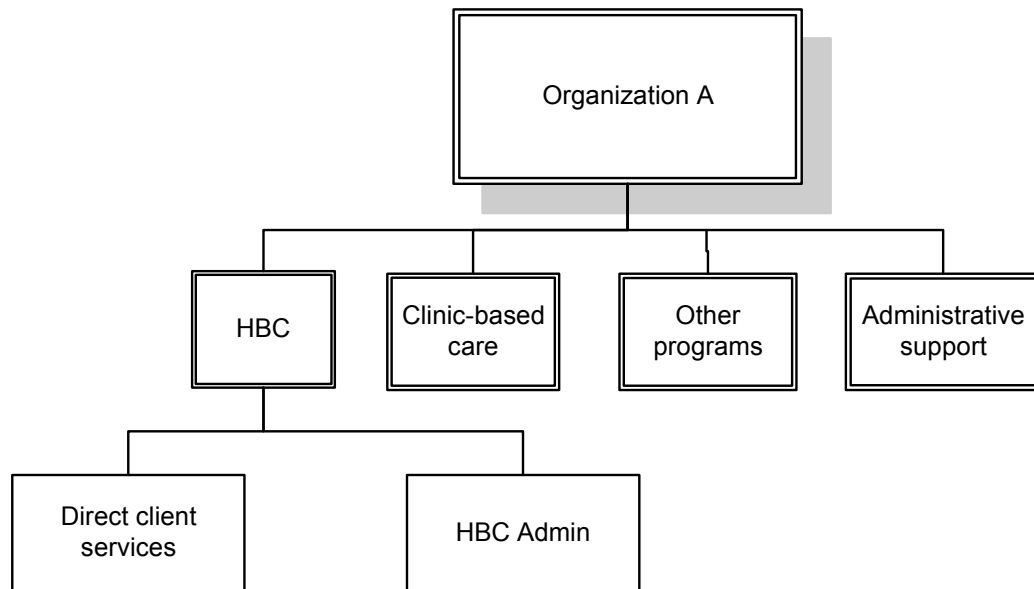 Organization A
HBC
Clinic-based
care
Other
programs
Administrative
support
Direct client
services
HBC Admin